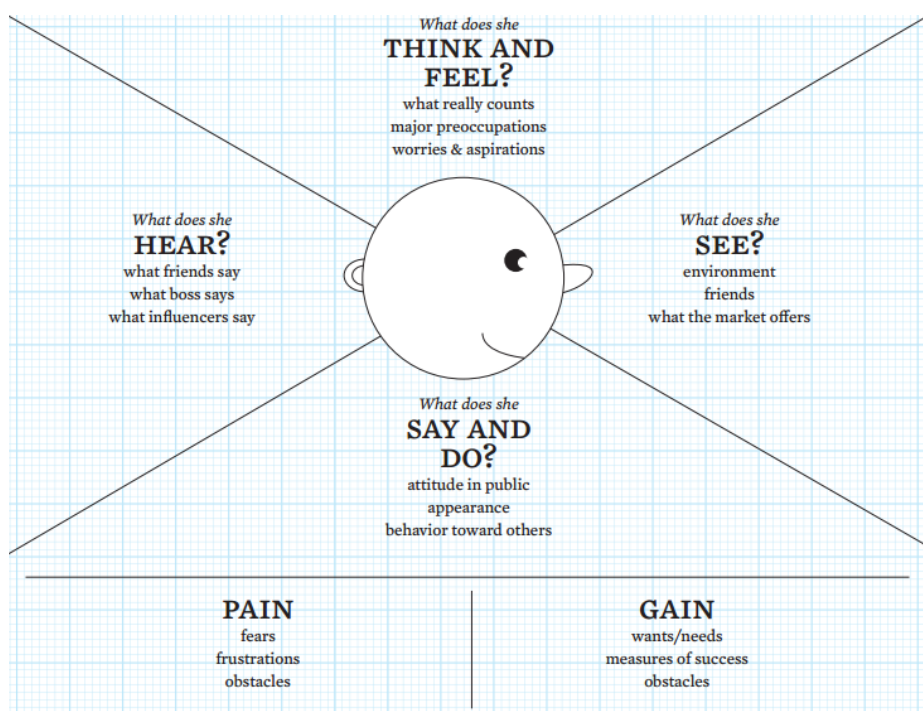 What does she
THINK AND
FEEL?
what really counts
major preoccupations
worries & aspirations
What does she
HEAR?
what friends say
what boss says
what influencers say
What does she
SEE?
environment
friends
what the market offers
What does she
SAY AND
DO?
attitude in public
appearance
behavior toward others
PAIN
fears
frustrations
obstacles
GAIN
wants/needs
measures of success
obstacles